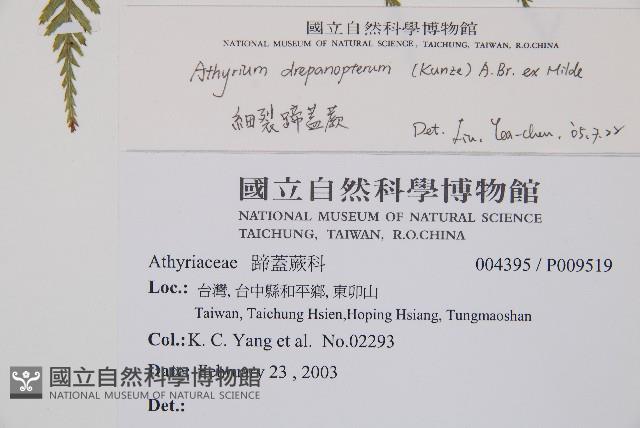 國立自然科學博物館
NATIONAL MUSEUM OF NATURAL SCIENCE, TAICHUNG, TAIWAN, R.O.CHINA
Athyrium drepanopterum (Kunze) A. Br. ex Milde
細裂蹄蓋蕨 Det. Liu, Yea-chen. '05.7.22
國立自然科學博物館
NATIONAL MUSEUM OF NATURAL SCIENCE
TAICHUNG, TAIWAN, R.O.CHINA
Athyriaceae 蹄蓋蕨科 004395 / P009519
Loc.: 台灣, 台中縣和平鄉, 東卯山
Taiwan, Taichung Hsien,Hoping Hsiang, Tungmaoshan
Col.: K. C. Yang et al. No.02293
Date: February 23 , 2003
國立自然科學博物館
NATIONAL MUSEUM OF NATURAL SCIENCE
Det.: